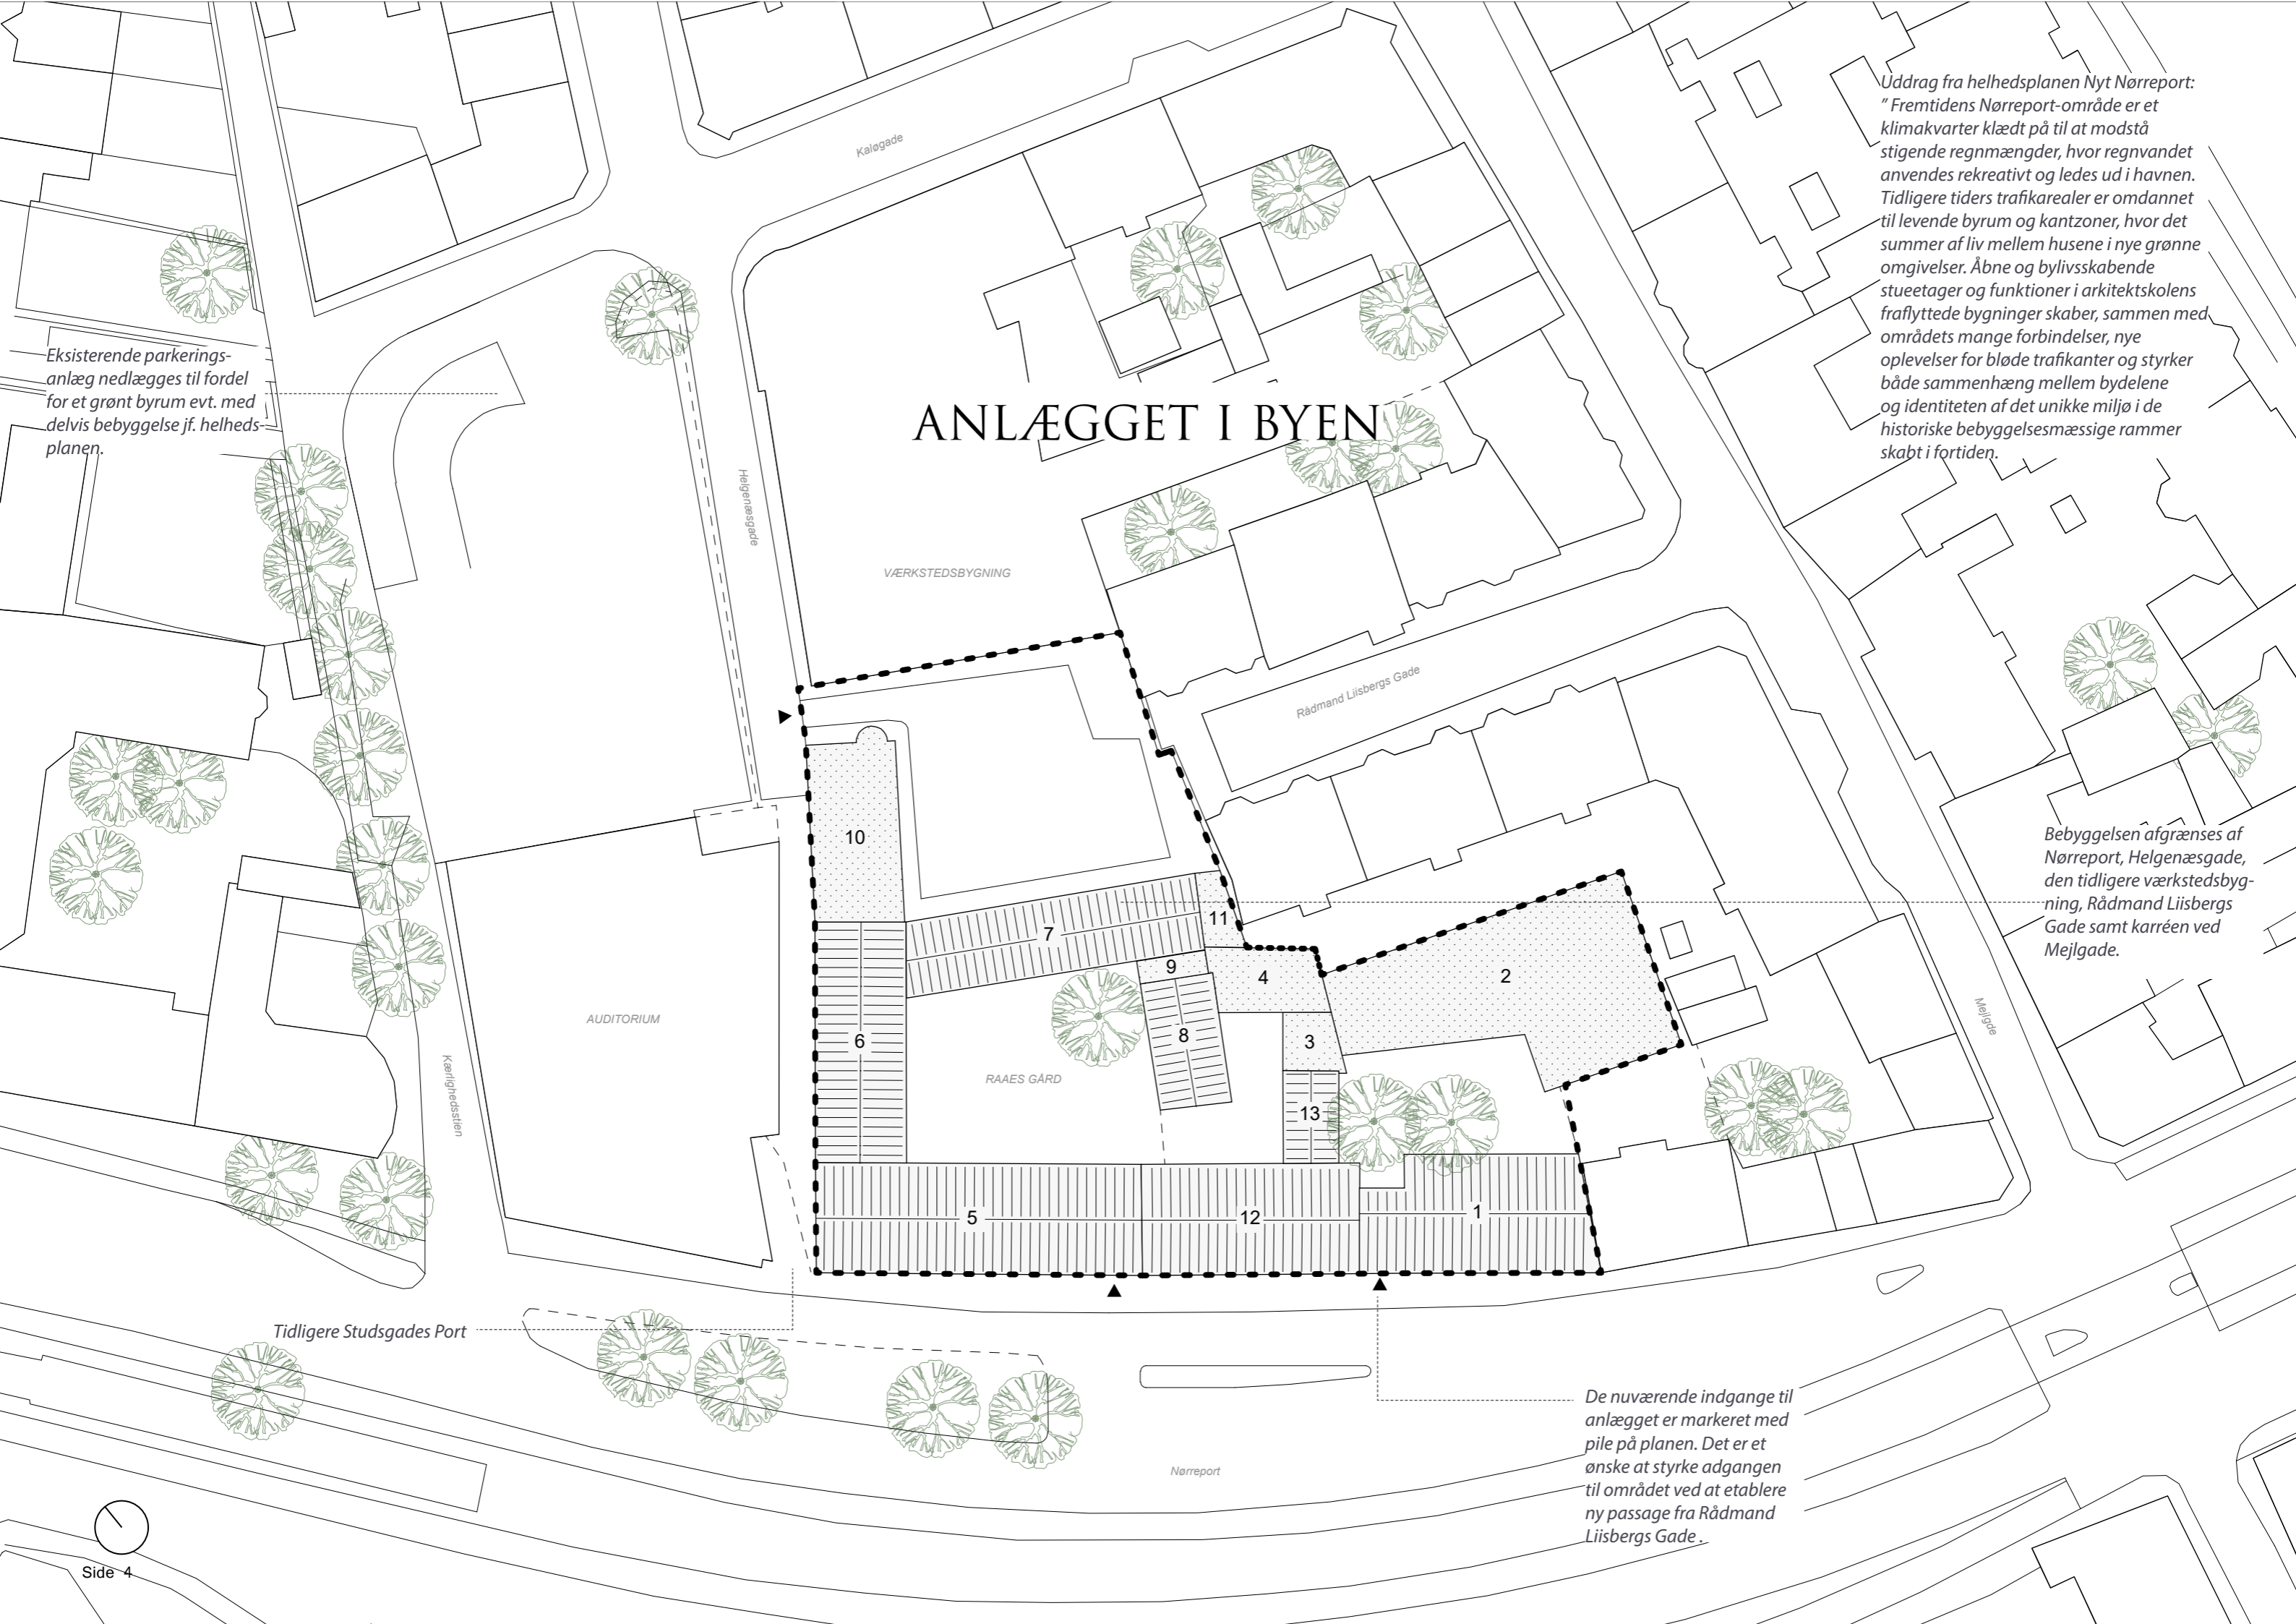 Uddrag fra helhedsplanen Nyt Nørreport:
” Fremtidens Nørreport-område er et
klimakvarter klædt på til at modstå
stigende regnmængder, hvor regnvandet
anvendes rekreativt og ledes ud i havnen.
Tidligere tiders trafikarealer er omdannet
til levende byrum og kantzoner, hvor det
summer af liv mellem husene i nye grønne
omgivelser. Åbne og bylivsskabende
stueetager og funktioner i arkitektskolens
fraflyttede bygninger skaber, sammen med
områdets mange forbindelser, nye
oplevelser for bløde trafikanter og styrker
både sammenhæng mellem bydelene
og identiteten af det unikke miljø i de
historiske bebyggelsesmæssige rammer
skabt i fortiden.
Kaløgade
Eksisterende parkerings-
anlæg nedlægges til fordel
for et grønt byrum evt. med
delvis bebyggelse jf. helheds-
planen.
ANLÆGGET I BYEN
Helgenæsgade
VÆRKSTEDSBYGNING
Rådmand Liisbergs Gade
10
Bebyggelsen afgrænses af
Nørreport, Helgenæsgade,
den tidligere værkstedsbyg-
ning, Rådmand Liisbergs
Gade samt karréen ved
Mejlgade.
11
7
9
4
2
AUDITORIUM
Mejlgde
6
8
3
RAAES GÅRD
Kærlighedsstien
13
5
12
1
Tidligere Studsgades Port
De nuværende indgange til
anlægget er markeret med
pile på planen. Det er et
ønske at styrke adgangen
til området ved at etablere
ny passage fra Rådmand
Liisbergs Gade .
Nørreport
Side 4